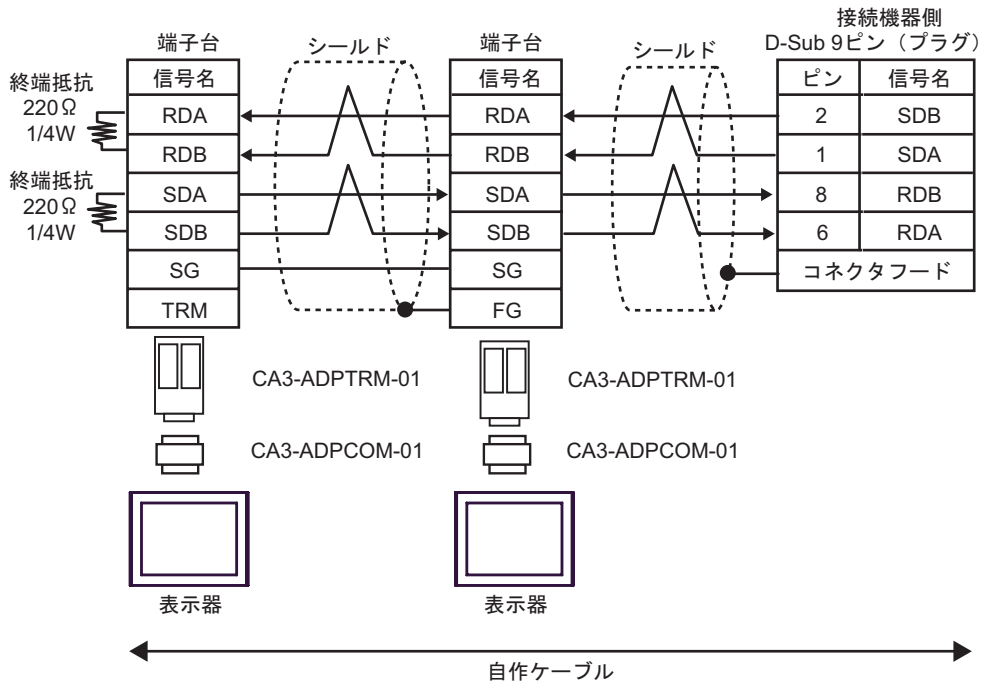 接続機器側
D-Sub 9ピン（プラグ）
端子台
シールド
端子台
シールド
信号名
信号名
ピン
信号名
終端抵抗
220Ω
1/4W
RDA
RDA
2
SDB
RDB
RDB
1
SDA
終端抵抗
220Ω
1/4W
SDA
SDA
8
RDB
SDB
SDB
6
RDA
SG
SG
コネクタフード
TRM
FG
CA3-ADPTRM-01
CA3-ADPTRM-01
CA3-ADPCOM-01
CA3-ADPCOM-01
表示器
表示器
自作ケーブル